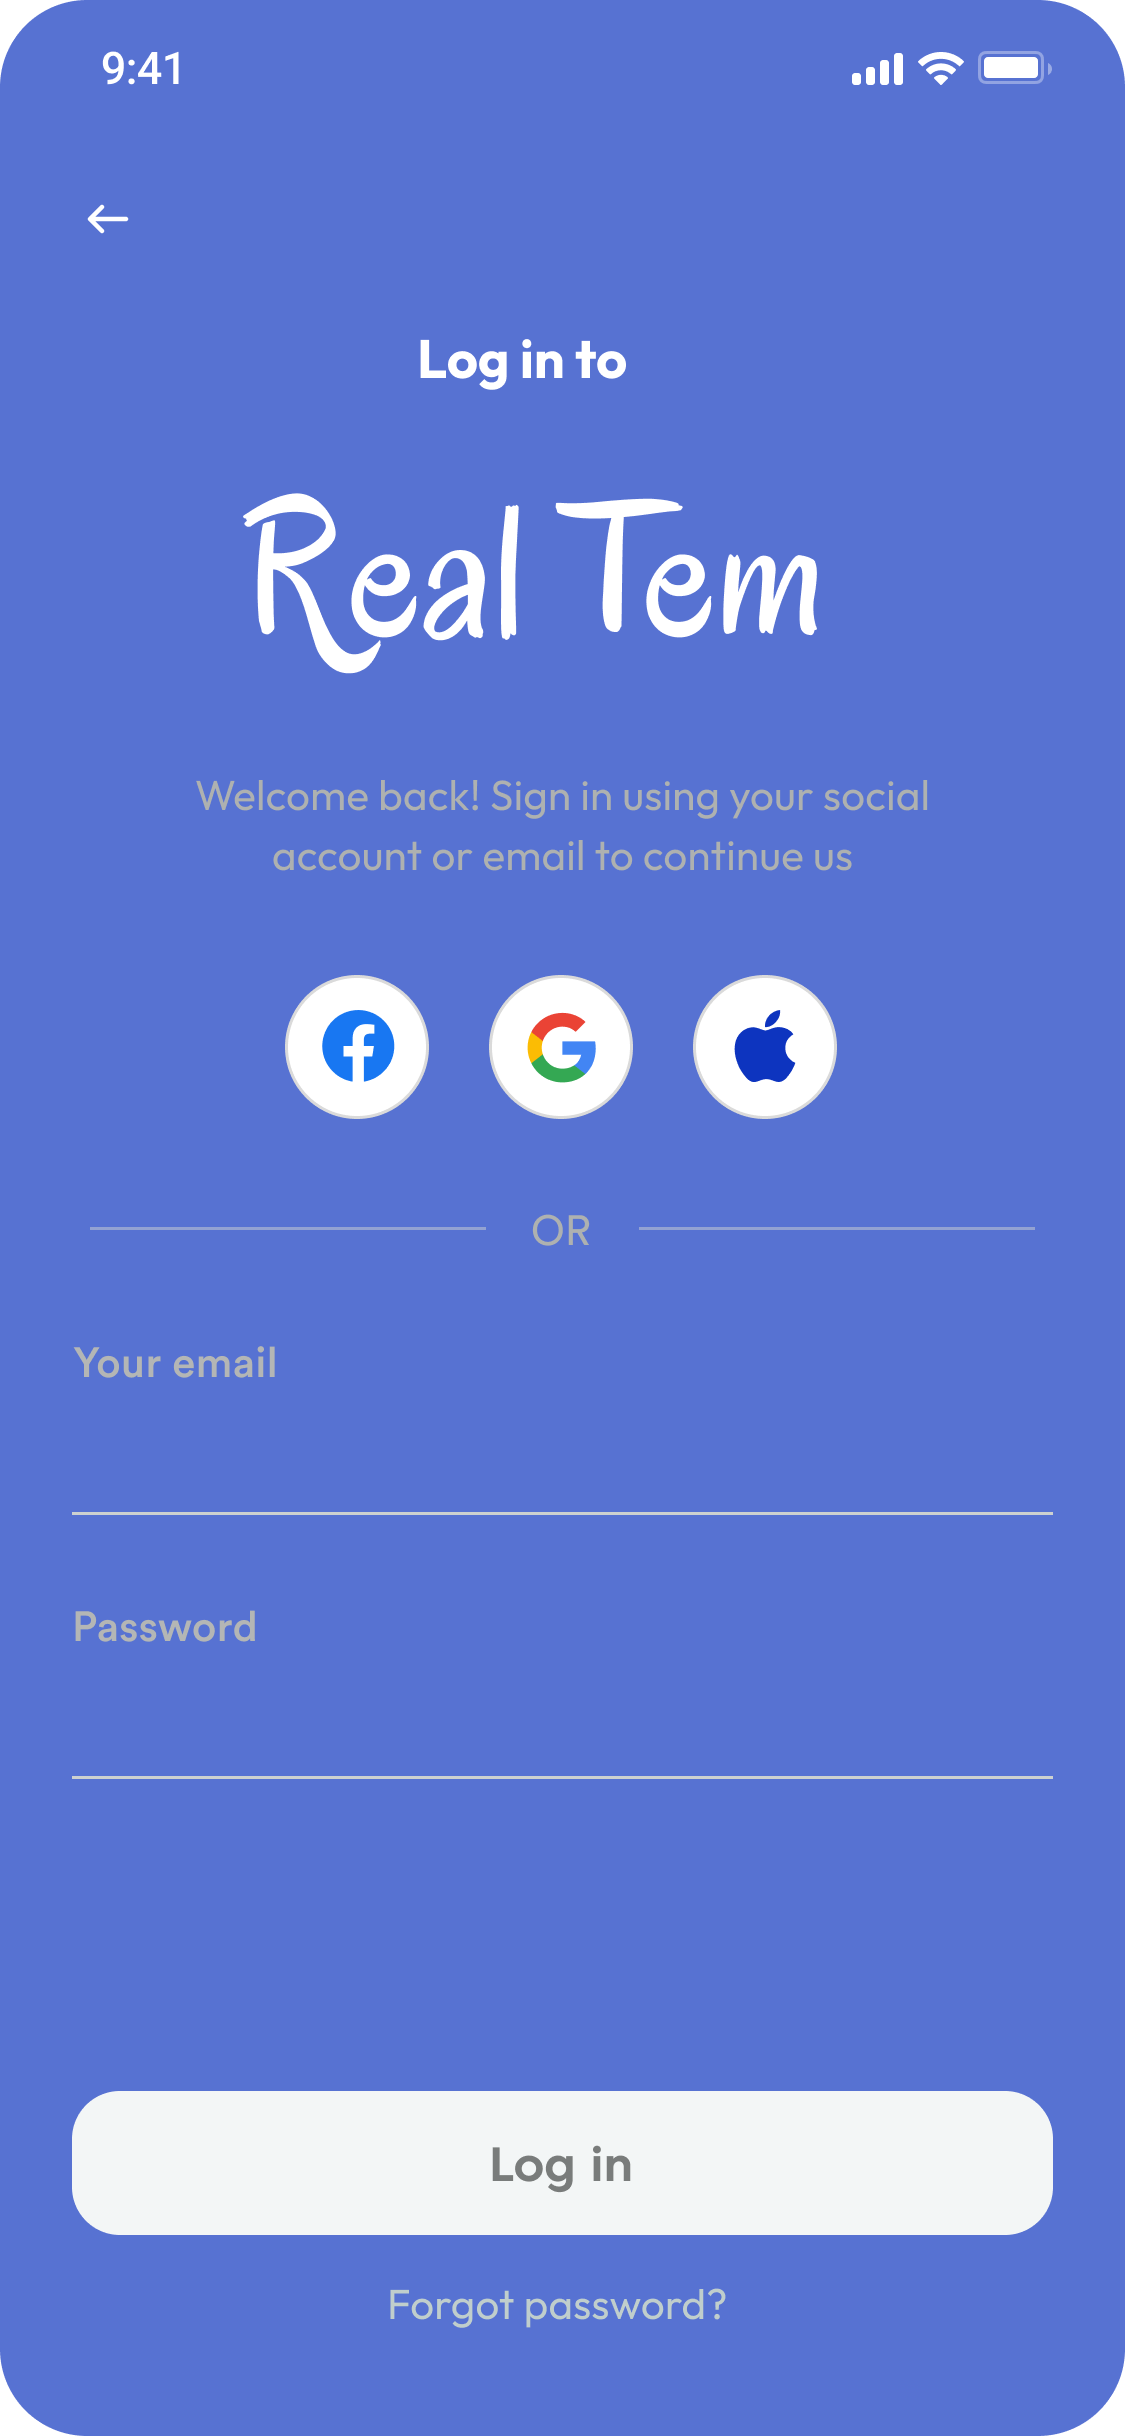 9:41
Log in to
Real Tem
Welcome back! Sign in using your social
account or email to continue us
OR
Your email
Password
Log in
Forgot password?